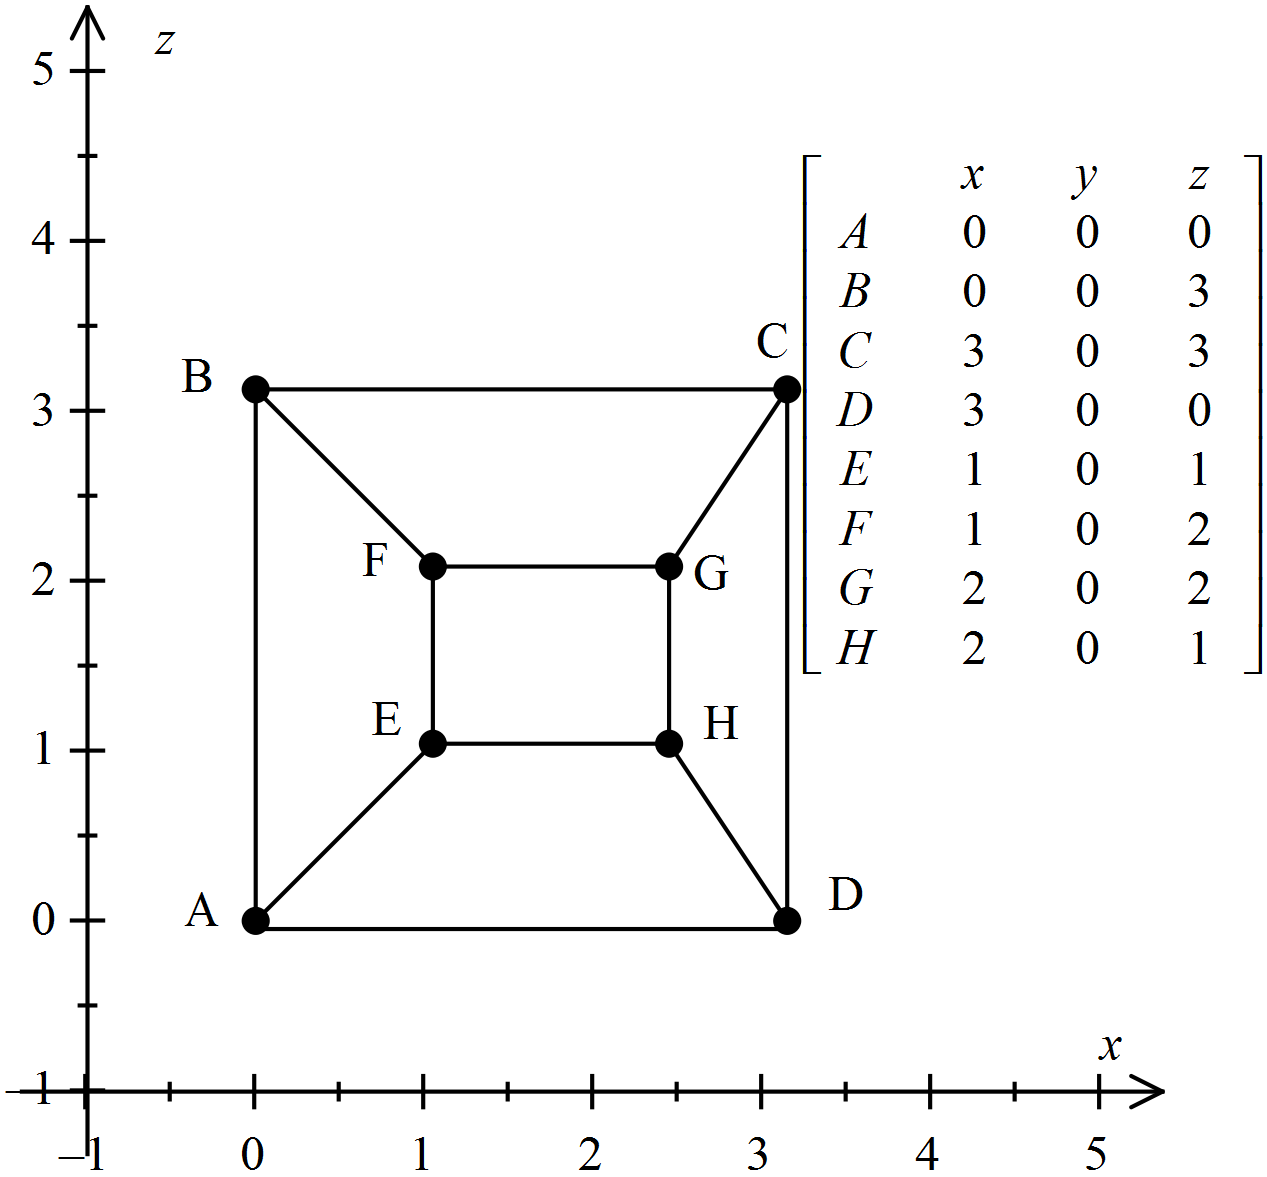 z
5
4
3
2
1
0
–1
B
C
F
G
E
H
A
D
x y z
A 0 0 0
B 0 0 3
C 3 0 3
D 3 0 0
E 1 0 1
F 1 0 2
G 2 0 2
H 2 0 1
x
–1 0 1 2 3 4 5